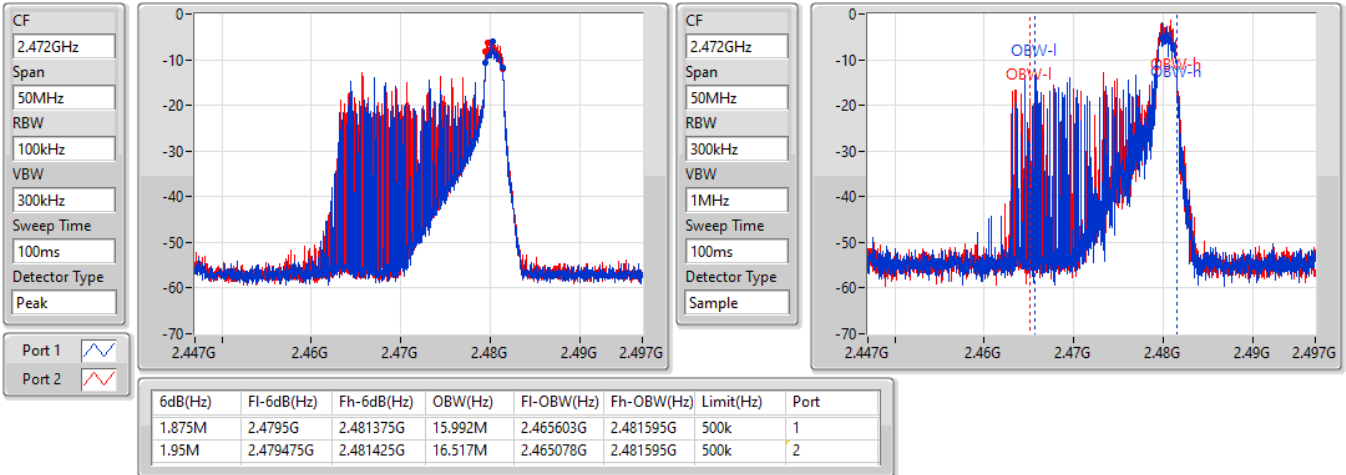 CF
2.472GHz
Span
50MHz
RBW
100kHz
VBW
300kHz
Sweep Time
100ms
Detector Type
Peak
Port 1
Port 2
0
-10
-20
-30
-40
-50
-60
-70
2.447G 2.46G 2.47G 2.48G 2.49G 2.497G
CF
2.472GHz
Span
50MHz
RBW
300kHz
VBW
1MHz
Sweep Time
100ms
Detector Type
Sample
0
-10
-20
-30
-40
-50
-60
-70
OBW-l
OBW-l
OBW-h
OBW-h
2.447G 2.46G 2.47G 2.48G 2.49G 2.497G
6dB(Hz) Fl-6dB(Hz) Fh-6dB(Hz) OBW(Hz) Fl-OBW(Hz) Fh-OBW(Hz) Limit(Hz) Port
1.875M 2.4795G 2.481375G 15.992M 2.465603G 2.481595G 500k 1
1.95M 2.479475G 2.481425G 16.517M 2.465078G 2.481595G 500k 2